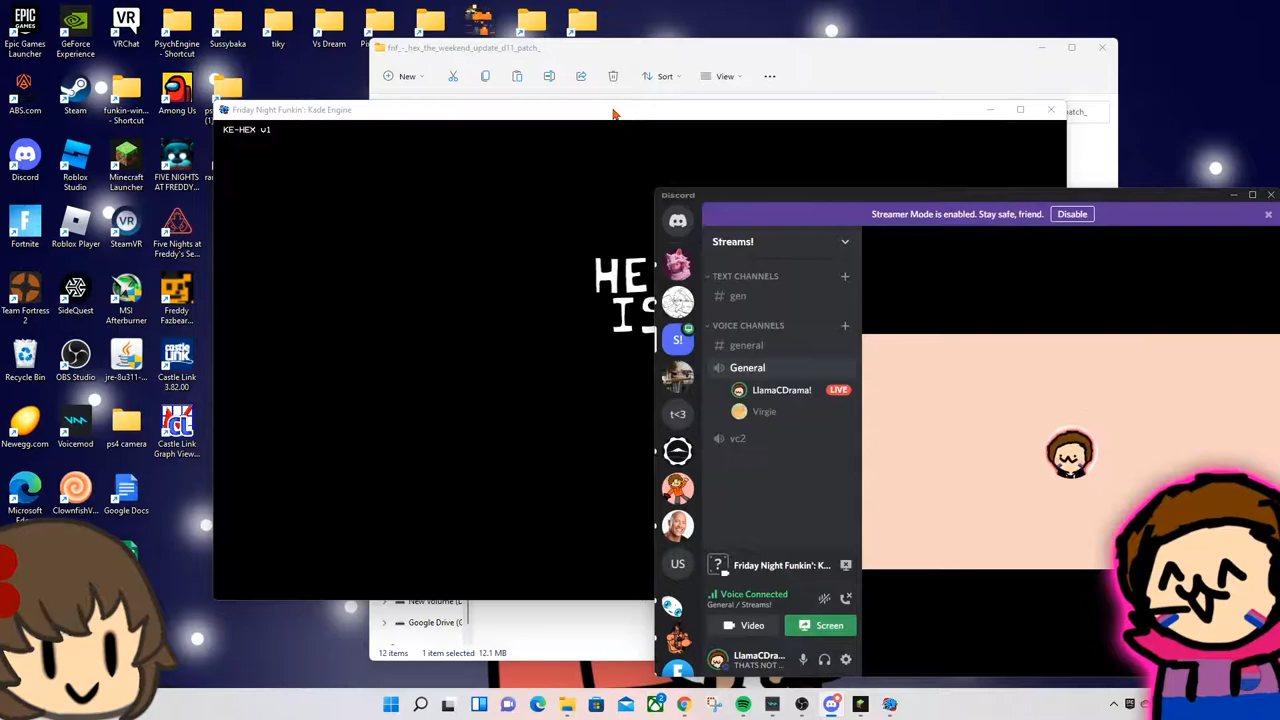 Epic Games
Launcher
GeForce
Experience
VRChat
PsychEngine
- Shortcut
Sussybaka
tiky
Vs Dream
ABS.com
Steam
funkin-win...
- Shortcut
Among Us
Discord
Roblox
Studio
Minecraft
Launcher
FIVE NIGHTS
AT FREDDY...
Fortnite
Roblox Player
SteamVR
Five Nights at
Freddy's Se...
Team Fortress
2
SideQuest
MSI
Afterburner
Freddy
Fazbear...
Recycle Bin
OBS Studio
jre-8u311-...
Castle Link
3.82.00
Newegg.com
Voicemod
ps4 camera
Castle Link
Graph View...
Microsoft
Edge
ClownfishV...
Google Docs
fnf_-_hex_the_weekend_update_d11_patch_
New
Sort
View
patch_
Friday Night Funkin': Kade Engine
KE-HEX v1
HE
IS
Discord
Streamer Mode is enabled. Stay safe, friend.
Disable
Streams!
TEXT CHANNELS
gen
VOICE CHANNELS
general
General
LlamaCDrama!
LIVE
Virgie
S!
t<3
vc2
US
Friday Night Funkin': K...
Voice Connected
General / Streams!
Video
Screen
LlamaCDra...
THATS NOT
New Volume (D
Google Drive (G
12 items
1 item selected
12.1 MB